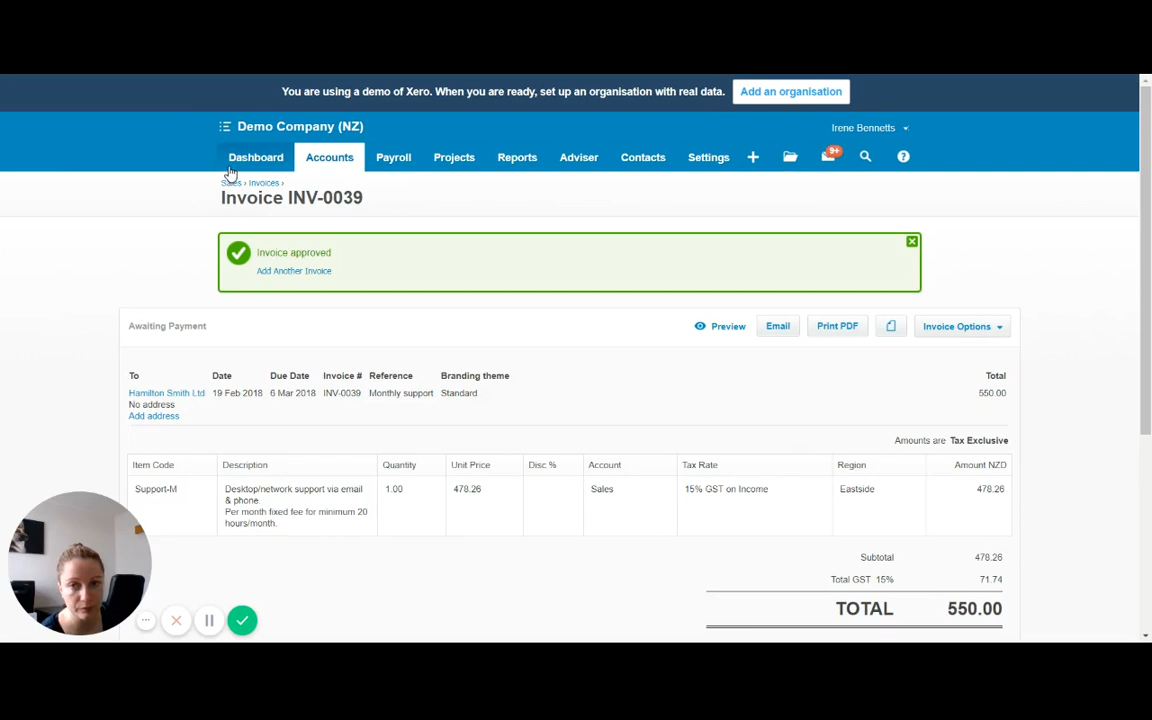 You are using a demo of Xero. When you are ready, set up an organisation with real data. Add an organisation
Demo Company (NZ) Irene Bennetts
Dashboard Accounts Payroll Projects Reports Adviser Contacts Settings 9+ ?
Sales › Invoices ›
Invoice INV-0039
Invoice approved
Add Another Invoice
Awaiting Payment Preview Email Print PDF Invoice Options
To Date Due Date Invoice # Reference Branding theme Total
Hamilton Smith Ltd 19 Feb 2018 6 Mar 2018 INV-0039 Monthly support Standard 550.00
No address
Add address
Amounts are Tax Exclusive
Item Code Description Quantity Unit Price Disc % Account Tax Rate Region Amount NZD
Support-M Desktop/network support via email 1.00 478.26 Sales 15% GST on Income Eastside 478.26
& phone.
Per month fixed fee for minimum 20
hours/month.
Subtotal 478.26
Total GST 15% 71.74
TOTAL 550.00